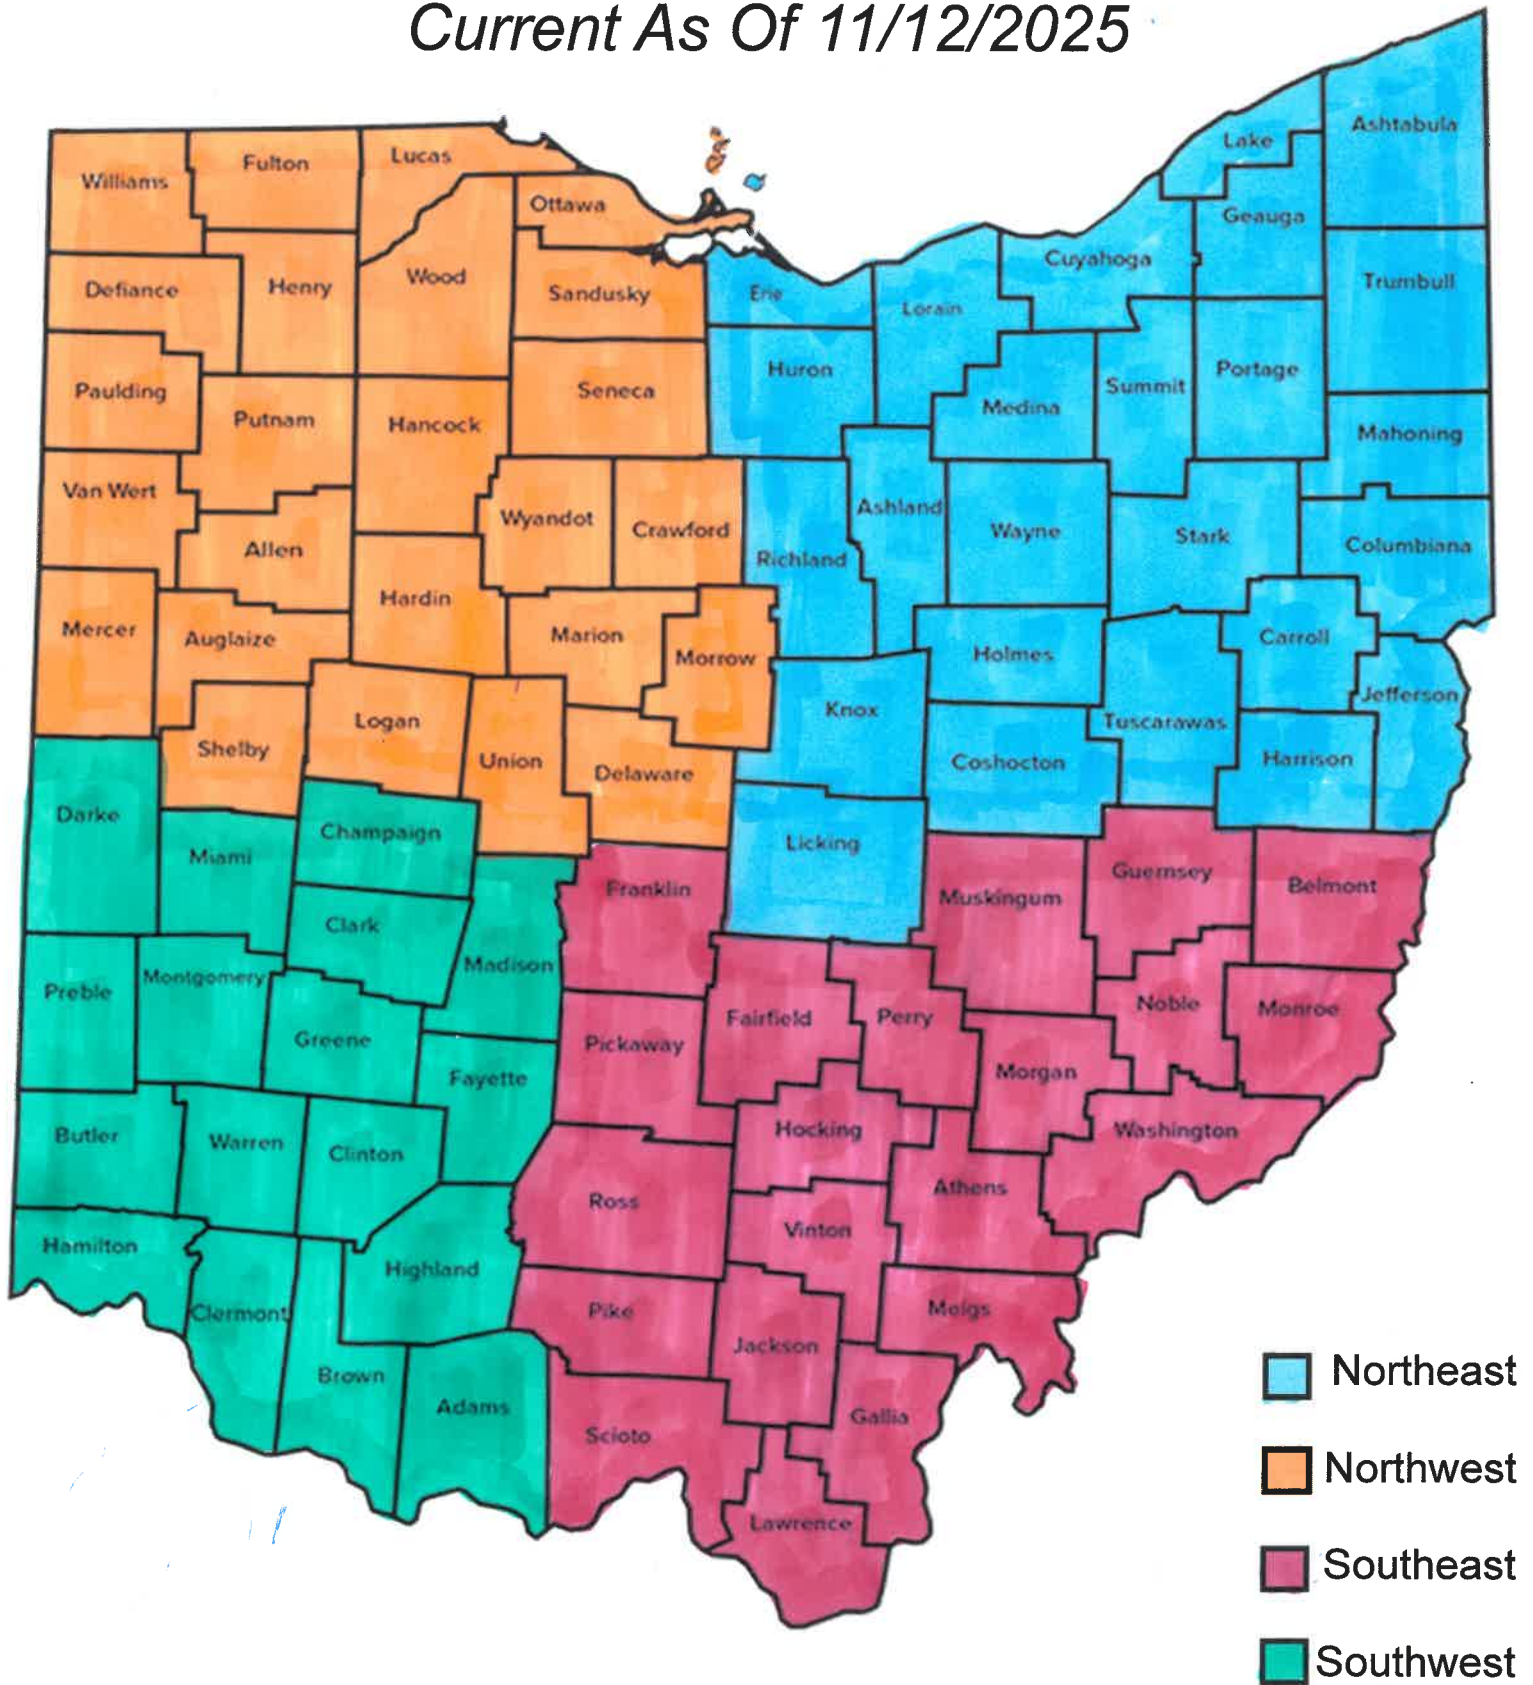 Current As Of 11/12/2025
Ashtabula
Lake
Lucas
Fulton
Williams
Ottawa
Geauga
Cuyahoga
Wood
Trumbull
Henry
Defiance
Sandusky
Erie
Lorain
Huron
Portage
Summit
Seneca
Paulding
Medina
Putnam
Hancock
Mahoning
Van Wert
Ashland
Wyandot
Crawford
Wayne
Stark
Columbiana
Allen
Richland
Hardin
Mercer
Auglaize
Marion
Carroll
Holmes
Morrow
Jefferson
Knox
Logan
Tuscarawas
Shelby
Union
Coshocton
Harrison
Delaware
Darke
Champaign
Licking
Miami
Guernsey
Belmont
Franklin
Muskingum
Clark
Madison
Montgomery
Preble
Noble
Monroe
Fairfield
Perry
Greene
Pickaway
Morgan
Fayette
Butler
Hocking
Washington
Warren
Clinton
Athens
Ross
Vinton
Hamilton
Highland
Meigs
Pike
Clermont
Jackson
Brown
Adams
Gallia
Scioto
Lawrence
Northeast
Northwest
Southeast
Southwest